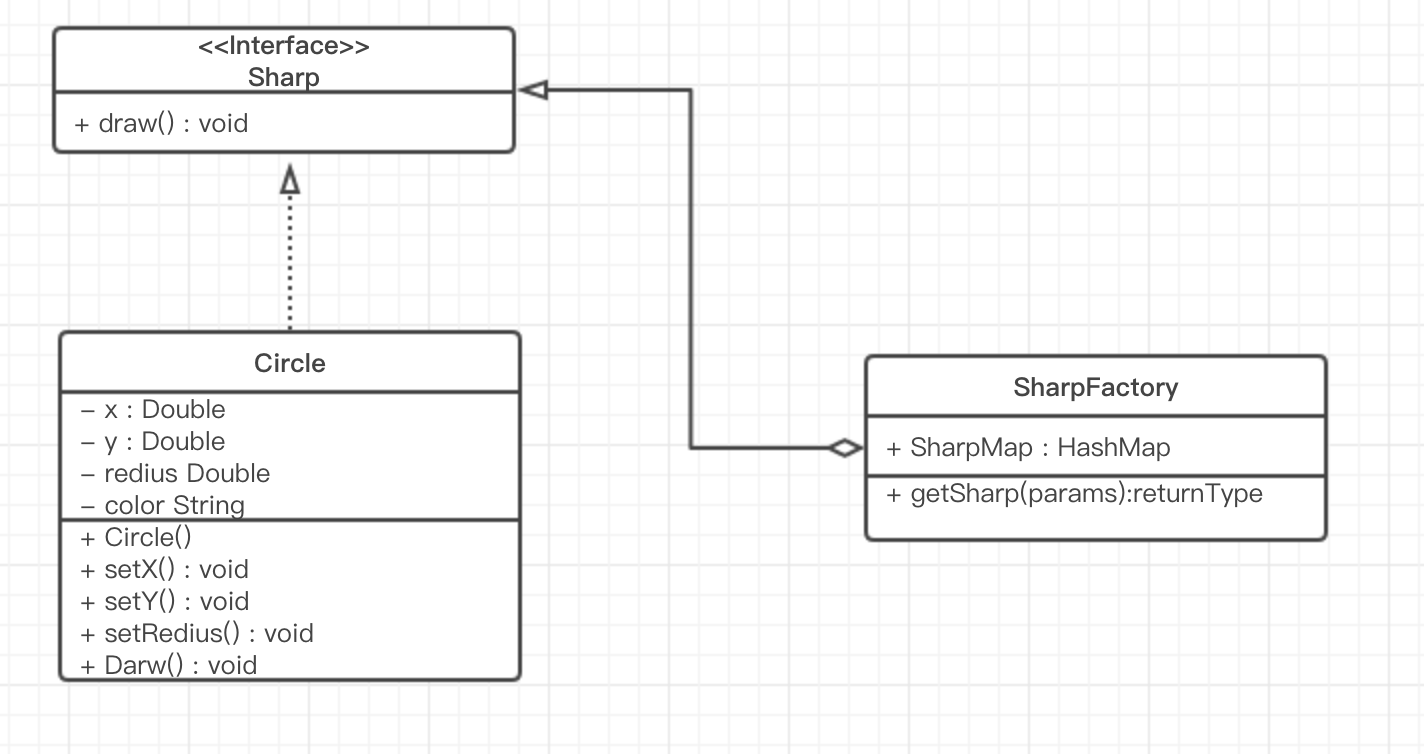 <<Interface>>
Sharp
+ draw() : void
Circle
- x : Double
- y : Double
- redius Double
- color String
+ Circle()
+ setX() : void
+ setY() : void
+ setRedius() : void
+ Darw() : void
SharpFactory
+ SharpMap : HashMap
+ getSharp(params):returnType